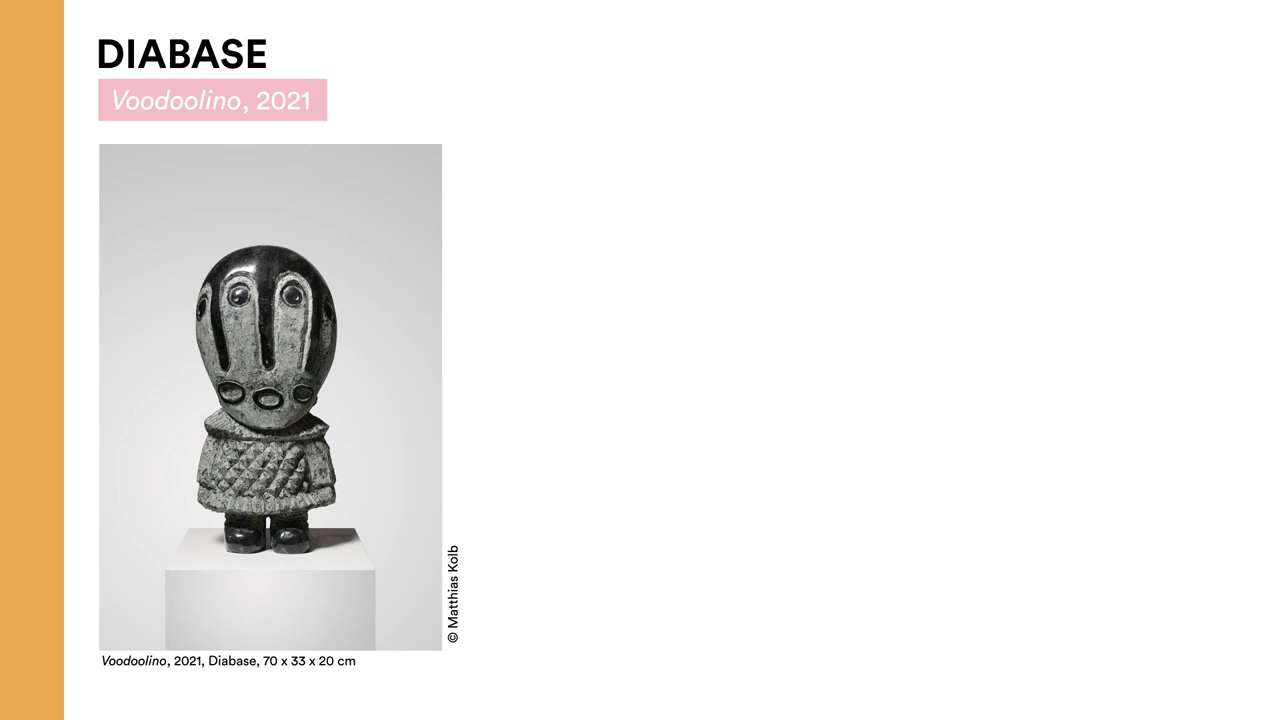 DIABASE
Voodoolino, 2021
© Matthias Kolb
Voodoolino, 2021, Diabase, 70 x 33 x 20 cm